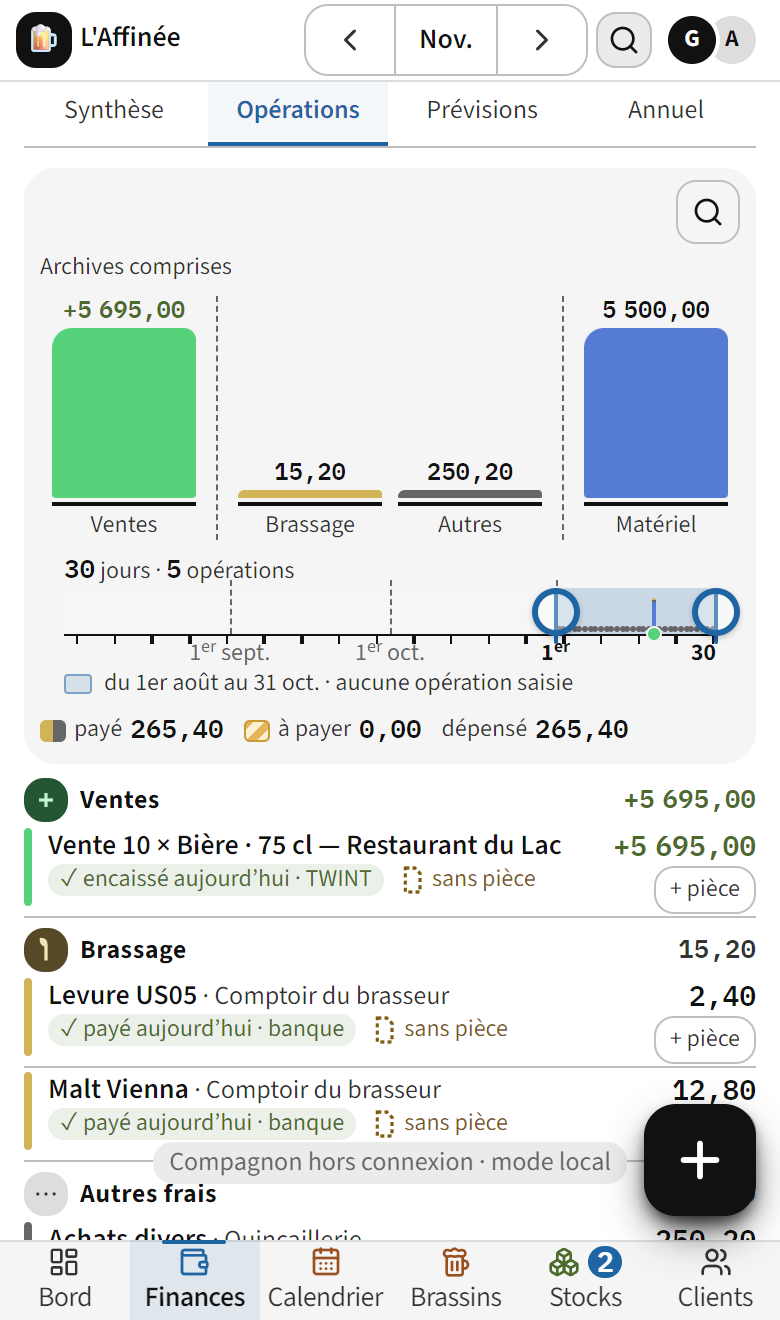 L'Affinée
Nov.
G
A
Synthèse
Opérations
Prévisions
Annuel
Archives comprises
+5 695,00
5 500,00
15,20
250,20
Ventes
Brassage
Autres
Matériel
30 jours · 5 opérations
1er sept.
1er oct.
1er
30
du 1er août au 31 oct. · aucune opération saisie
payé 265,40
à payer 0,00
dépensé 265,40
Ventes
+5 695,00
Vente 10 × Bière · 75 cl — Restaurant du Lac
+5 695,00
✓ encaissé aujourd’hui · TWINT
sans pièce
+ pièce
Brassage
15,20
Levure US05 · Comptoir du brasseur
2,40
✓ payé aujourd’hui · banque
sans pièce
+ pièce
Malt Vienna · Comptoir du brasseur
12,80
✓ payé aujourd’hui · banque
sans pièce
Compagnon hors connexion · mode local
Autres frais
Achats divers · Quincaillerie
250,20
Bord
Finances
Calendrier
Brassins
2
Stocks
Clients